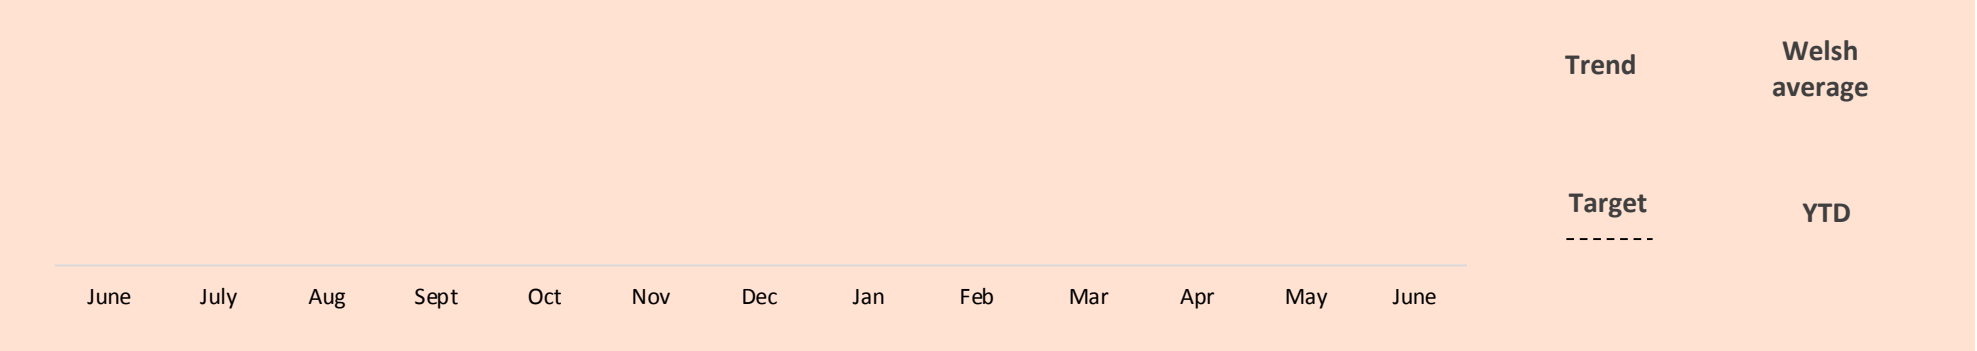 Trend
Welsh
average
Target
YTD
June July Aug Sept Oct Nov Dec Jan Feb Mar Apr May June